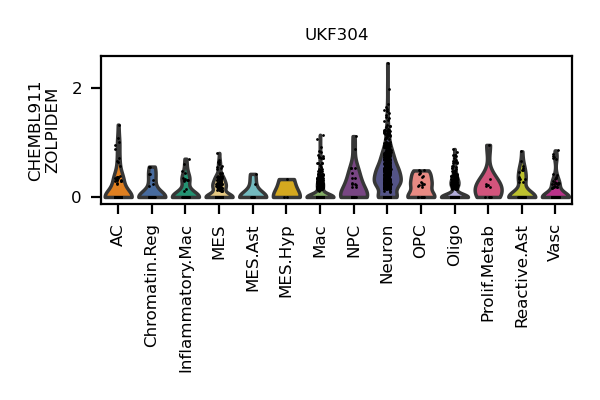 UKF304
CHEMBL911
ZOLPIDEM
2
0
AC
Chromatin.Reg
Inflammatory.Mac
MES
MES.Ast
MES.Hyp
Mac
NPC
Neuron
OPC
Oligo
Prolif.Metab
Reactive.Ast
Vasc